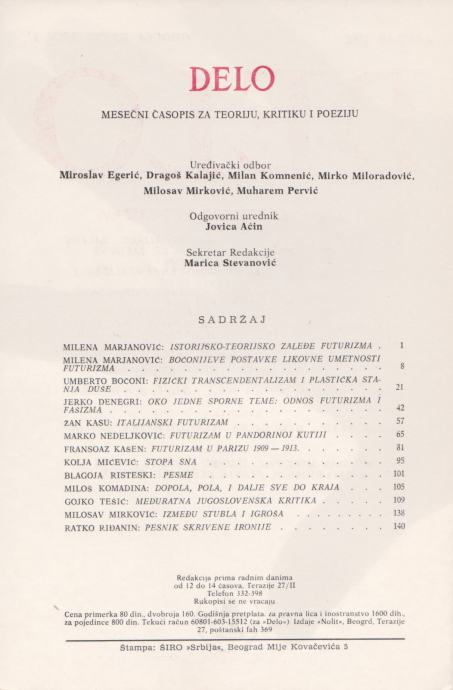 DELO
MESEČNI ČASOPIS ZA TEORIJU, KRITIKU I POEZIJU
Uređivački odbor
Miroslav Egerić, Dragoš Kalajić, Milan Komnenić, Mirko Miloradović,
Milosav Mirković, Muharem Pervić
Odgovorni urednik
Jovica Aćin
Sekretar Redakcije
Marica Stevanović
SADRŽAJ
MILENA MARJANOVIĆ: ISTORIJSKO-TEORIJSKO ZALEĐE FUTURIZMA . 1
MILENA MARJANOVIĆ: BOČONIJEVE POSTAVKE LIKOVNE UMETNOSTI
FUTURIZMA . . . . . . . . . . . . . . . . . . 8
UMBERTO BOČONI: FIZIČKI TRANSCENDENTALIZAM I PLASTIČKA STA-
NJA DUŠE . . . . . . . . . . . . . . . . . . 21
JERKO DENEGRI: OKO JEDNE SPORNE TEME: ODNOS FUTURIZMA I
FAŠIZMA . . . . . . . . . . . . . . . . . . 42
ŽAN KASU: ITALIJANSKI FUTURIZAM . . . . . . . . . 57
MARKO NEDELJKOVIĆ: FUTURIZAM U PANDORINOJ KUTIJI . . . . 65
FRANSOAZ KAŠEN: FUTURIZAM U PARIZU 1909 — 1913. . . . . . 81
KOLJA MIĆEVIĆ: STOPA SNA . . . . . . . . . . . 95
BLAGOJA RISTESKI: PESME . . . . . . . . . . . . 101
MILOŠ KOMADINA: DOPOLA, POLA, I DALJE SVE DO KRAJA . . . 105
GOJKO TEŠIĆ: MEĐURATNA JUGOSLOVENSKA KRITIKA . . . . . 109
MILOSAV MIRKOVIĆ: IZMEĐU STUBLA I IGROŠA . . . . . . . . . 138
RATKO RIĐANIN: PESNIK SKRIVENE IRONIJE . . . . . . . . 140
Redakcija prima radnim danima
od 12 do 14 časova, Terazije 27/II
Telefon 332-398
Rukopisi se ne vracaju
Cena primerka 80 din., dvobroja 160. Godišnja pretplata. za pravna lica i inostranstvo 1600 din.,
za pojedince 800 din. Tekući račun 60801-603-15512 (za »Delo«) Izdaje »Nolit«, Beogrd, Terazije
27, poštanski fah 369
Štampa: ŠIRO »Srbija«, Beograd Mije Kovačevića 5